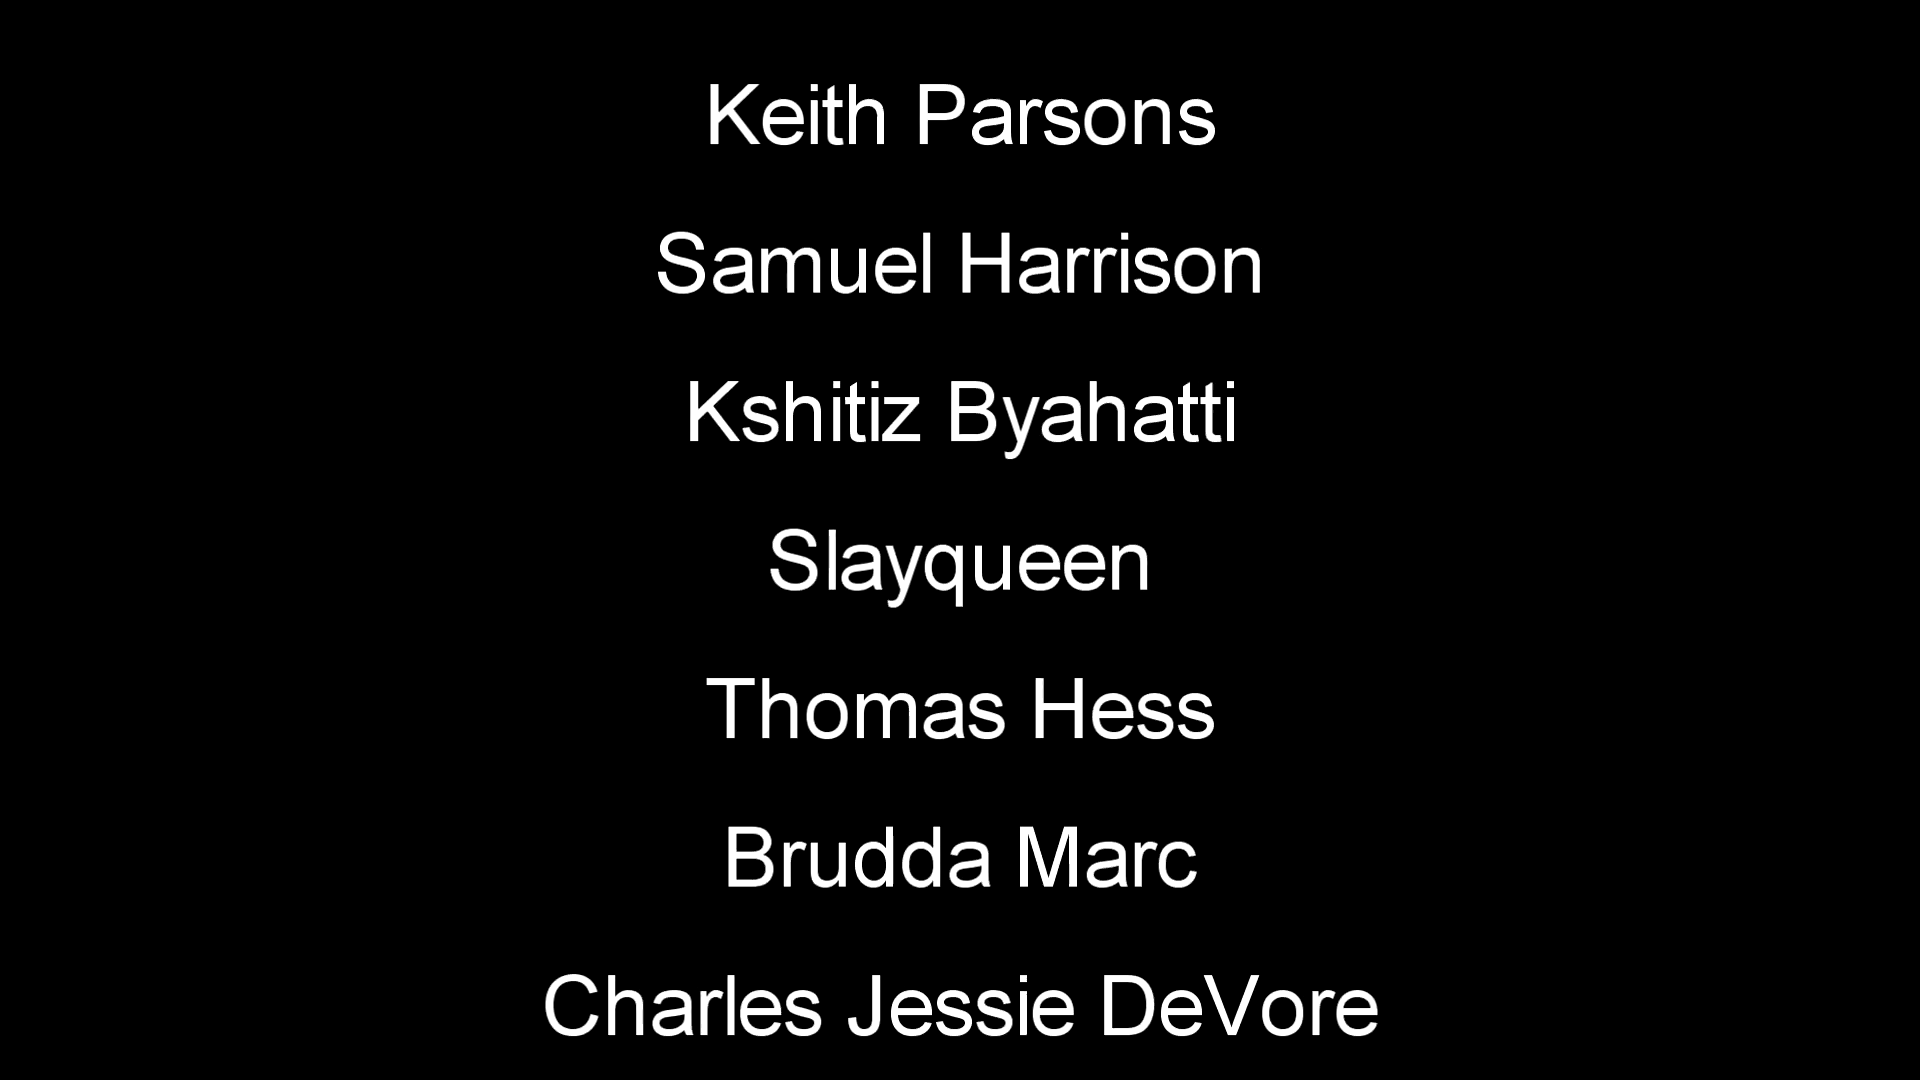 Keith Parsons
Samuel Harrison
Kshitiz Byahatti
Slayqueen
Thomas Hess
Brudda Marc
Charles Jessie DeVore